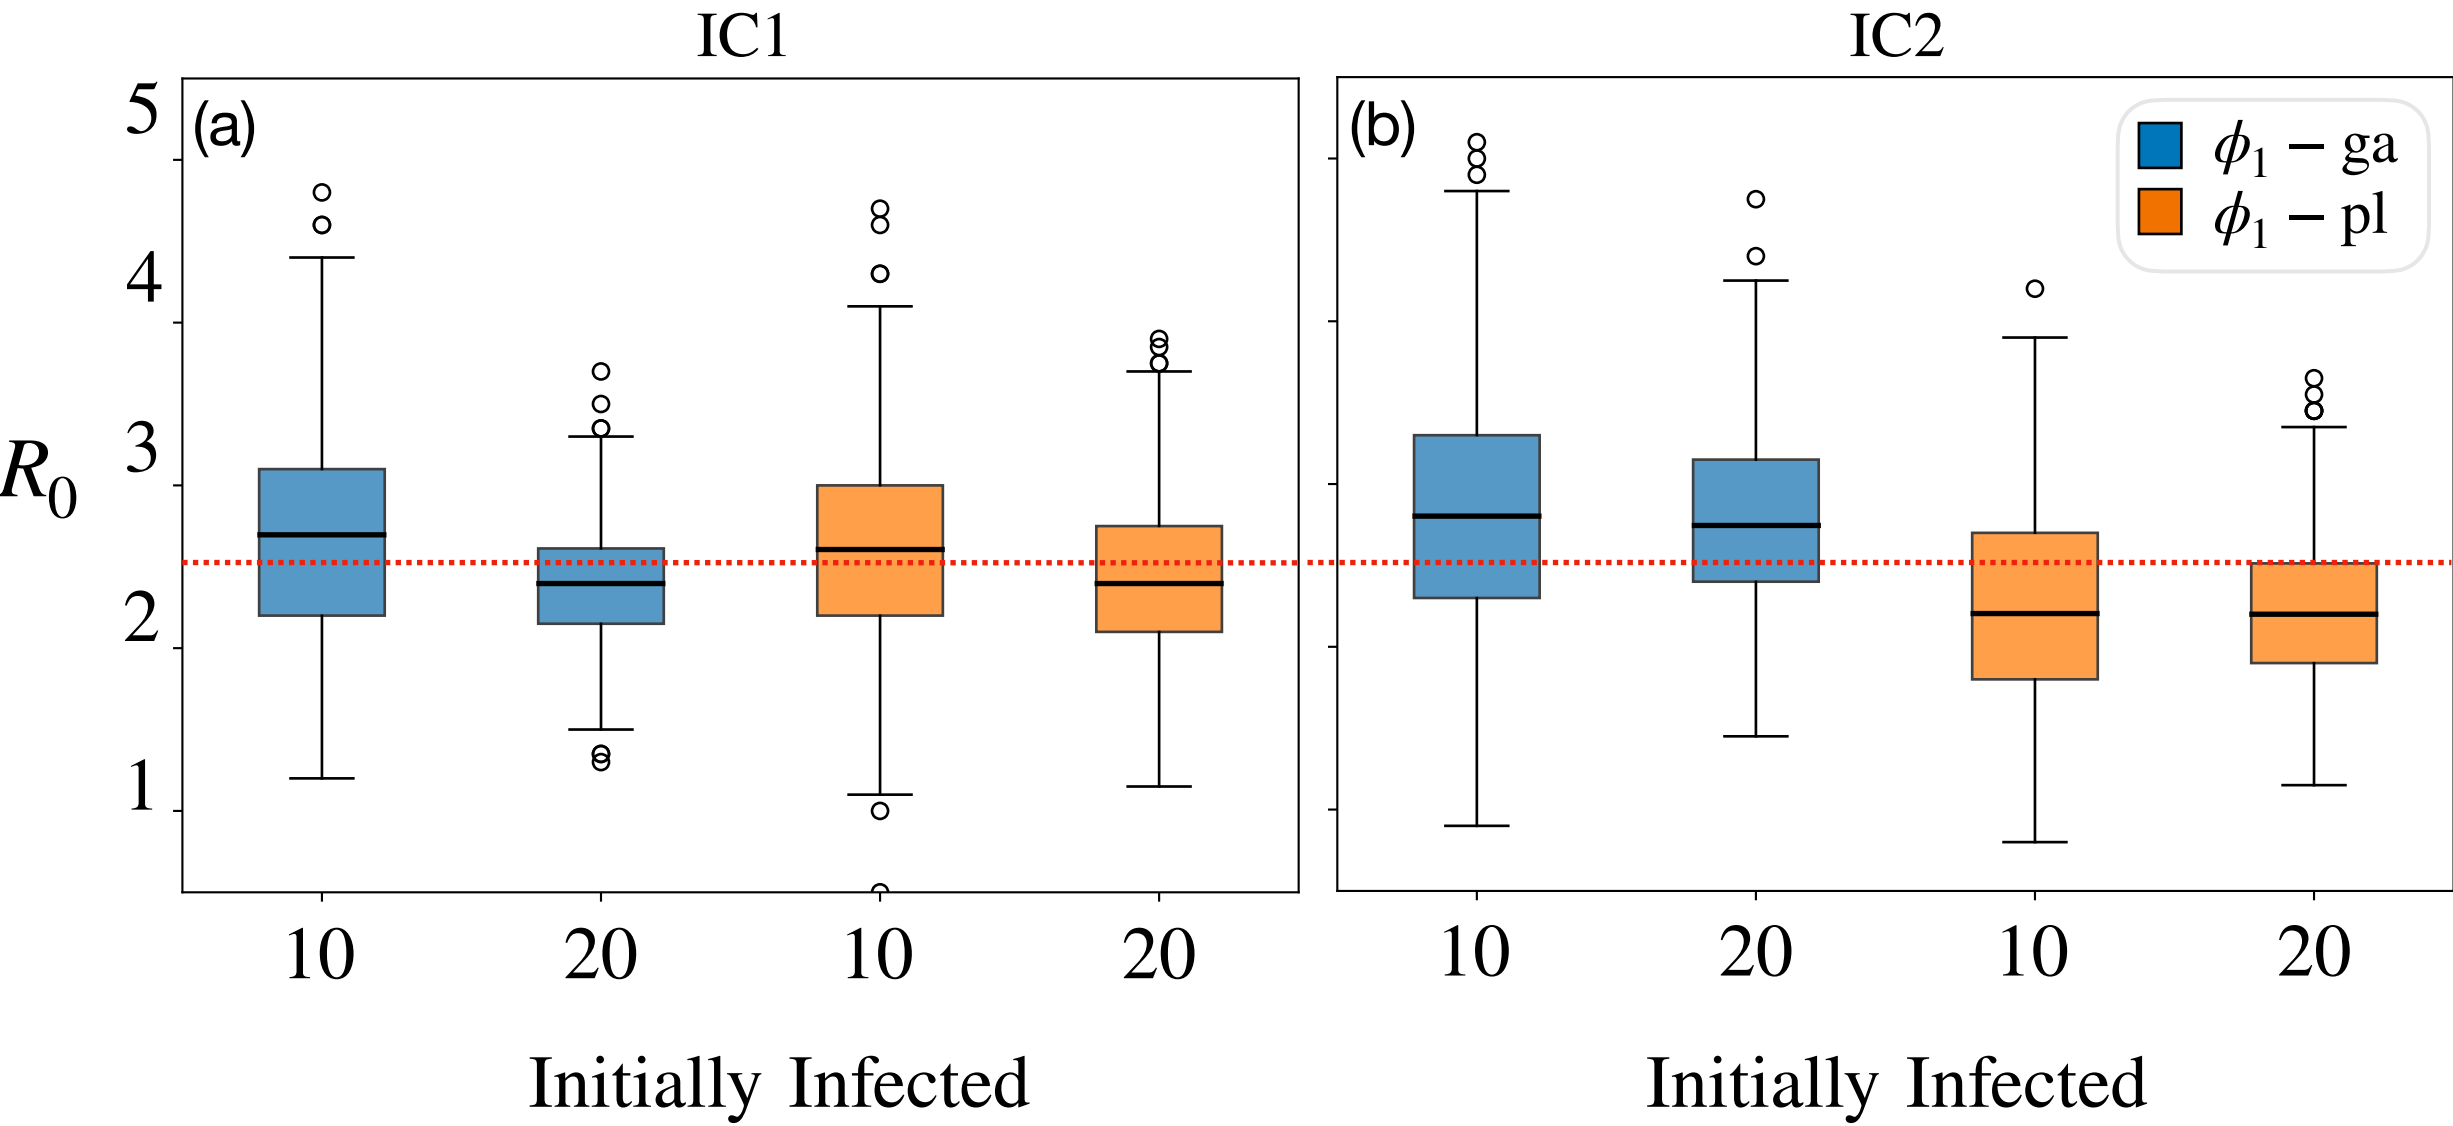 IC1
IC2
(a)
(b)
ϕ₁ − ga
ϕ₁ − pl
5
4
3
2
1
R₀
10 20 10 20
10 20 10 20
Initially Infected
Initially Infected